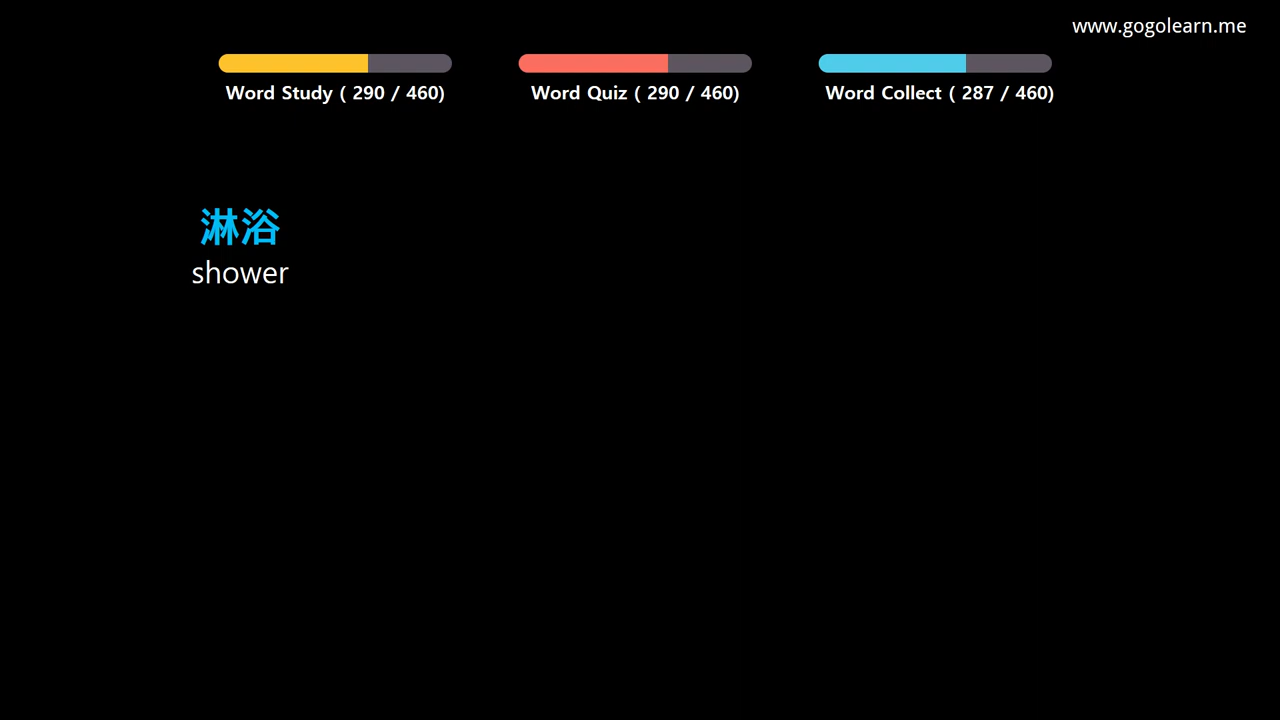 www.gogolearn.me
Word Study ( 290 / 460)
Word Quiz ( 290 / 460)
Word Collect ( 287 / 460)
淋浴
shower